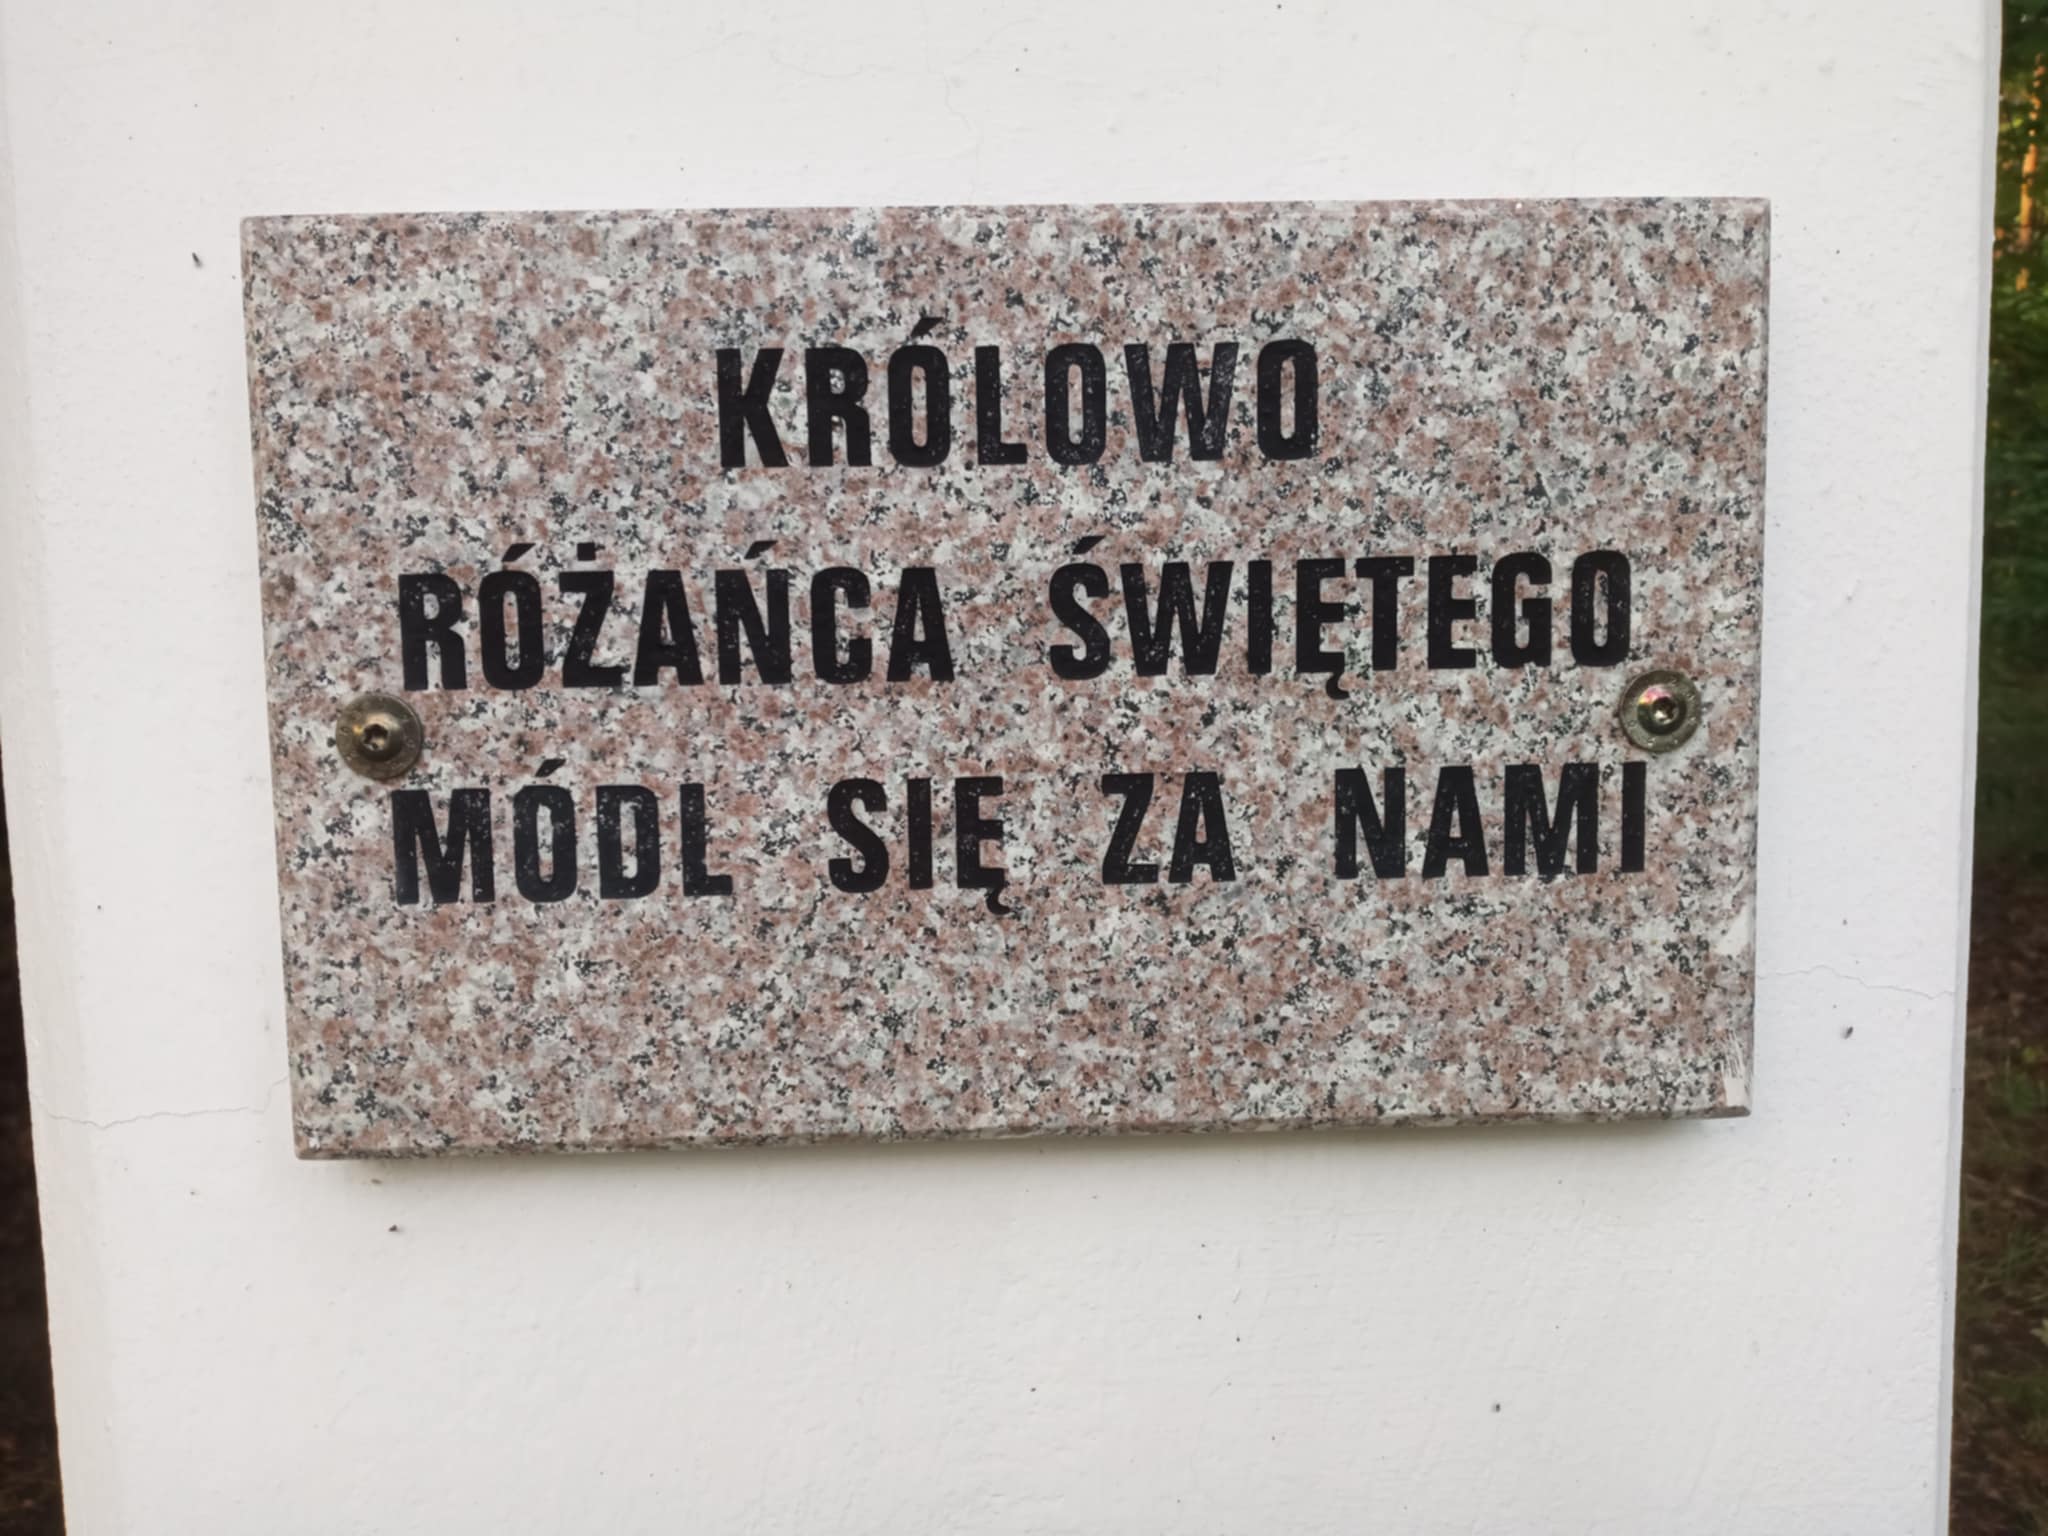 KRÓLOWO
RÓŻAŃCA ŚWIĘTEGO
MÓDL SIĘ ZA NAMI